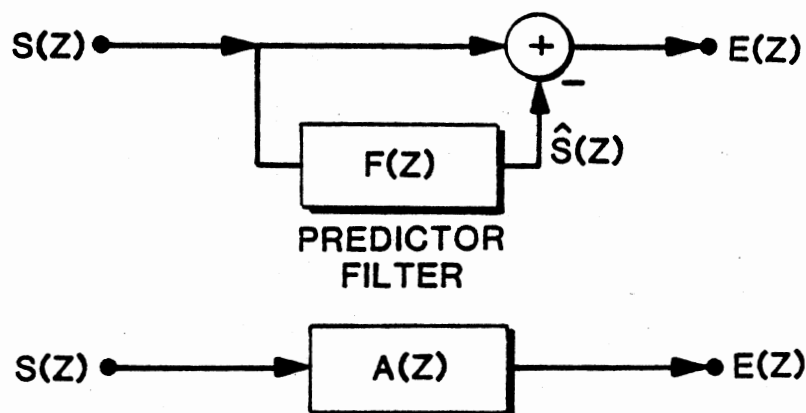 S(Z)
+
E(Z)
−
F(Z)
Ŝ(Z)
PREDICTOR
FILTER
S(Z)
A(Z)
E(Z)